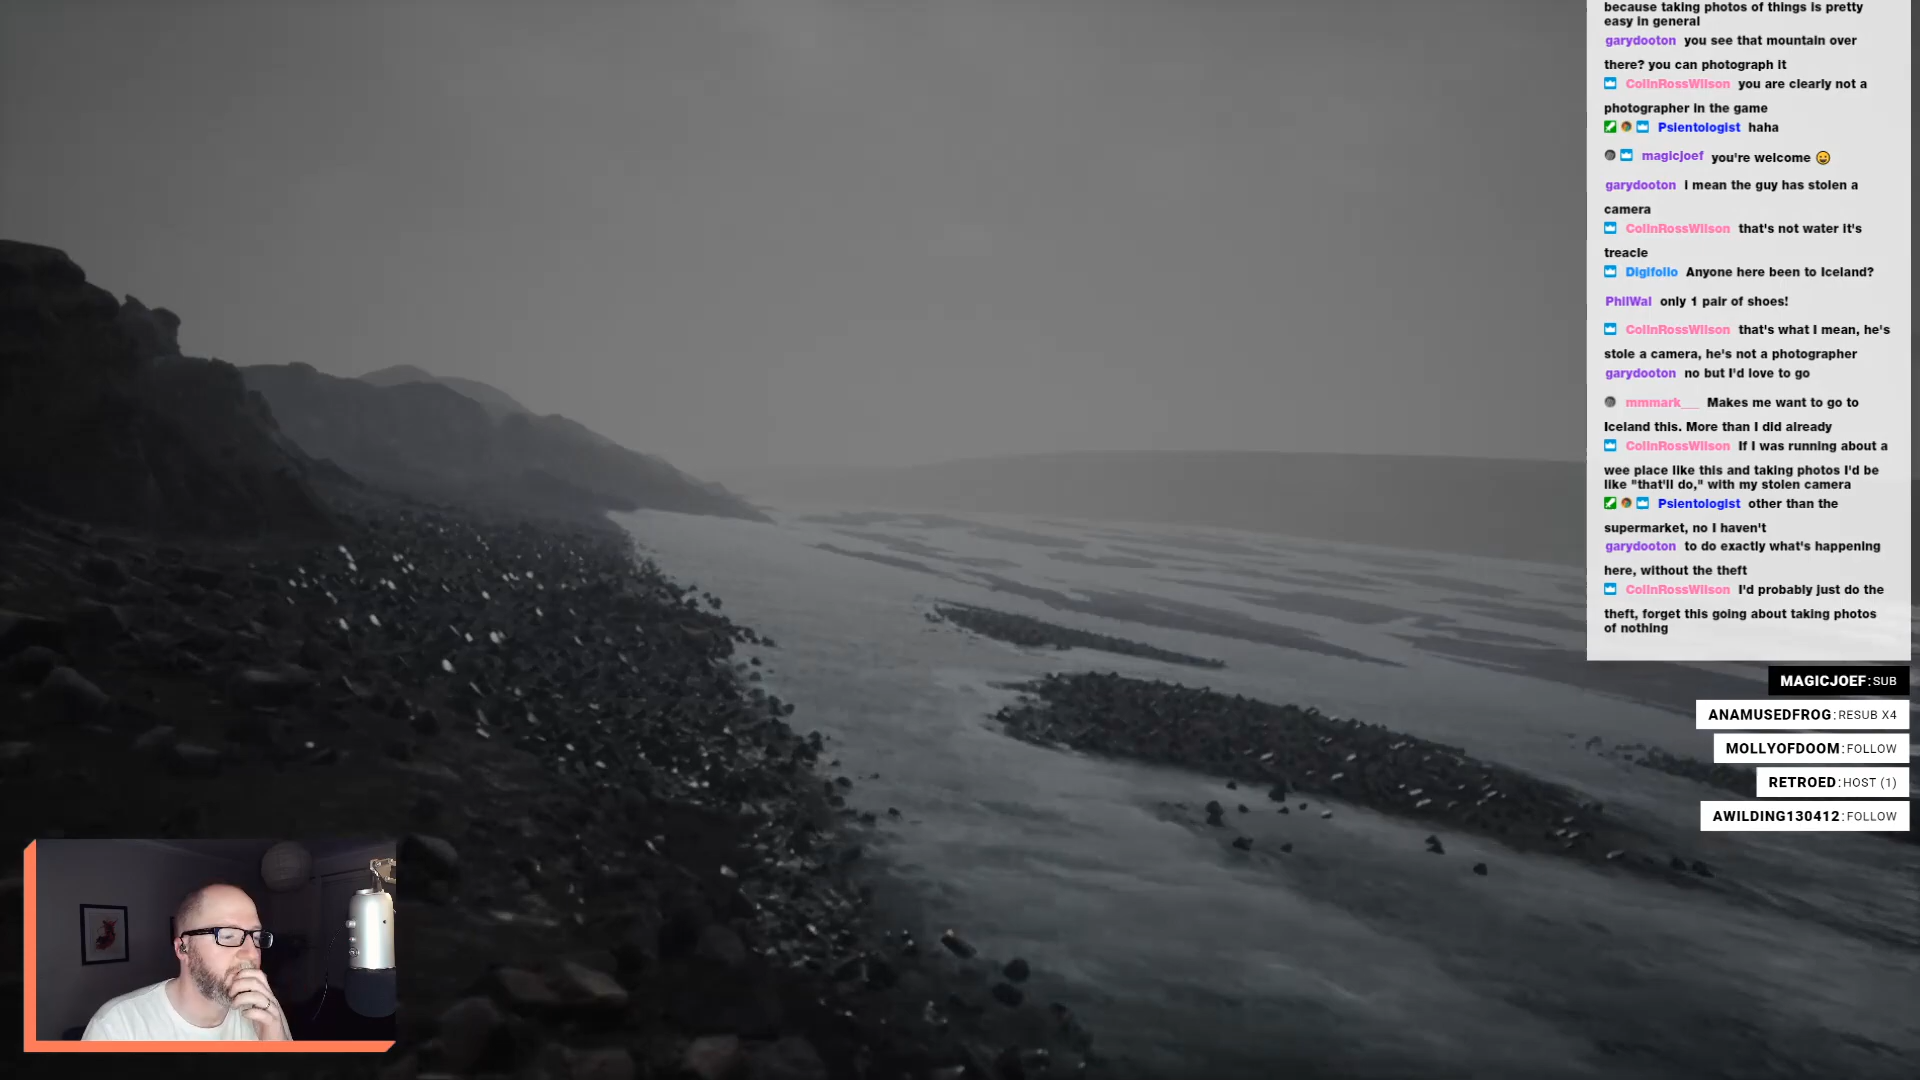 because taking photos of things is pretty
easy in general
garydooton you see that mountain over
there? you can photograph it
ColinRossWilson you are clearly not a
photographer in the game
Psientologist haha
magicjoef you're welcome
garydooton I mean the guy has stolen a
camera
ColinRossWilson that's not water it's
treacle
Digifolio Anyone here been to Iceland?
PhilWal only 1 pair of shoes!
ColinRossWilson that's what I mean, he's
stole a camera, he's not a photographer
garydooton no but I'd love to go
mmmark__ Makes me want to go to
Iceland this. More than I did already
ColinRossWilson If I was running about a
wee place like this and taking photos I'd be
like "that'll do," with my stolen camera
Psientologist other than the
supermarket, no I haven't
garydooton to do exactly what's happening
here, without the theft
ColinRossWilson I'd probably just do the
theft, forget this going about taking photos
of nothing
MAGICJOEF:SUB
ANAMUSEDFROG:RESUB X4
MOLLYOFDOOM:FOLLOW
RETROED:HOST (1)
AWILDING130412:FOLLOW